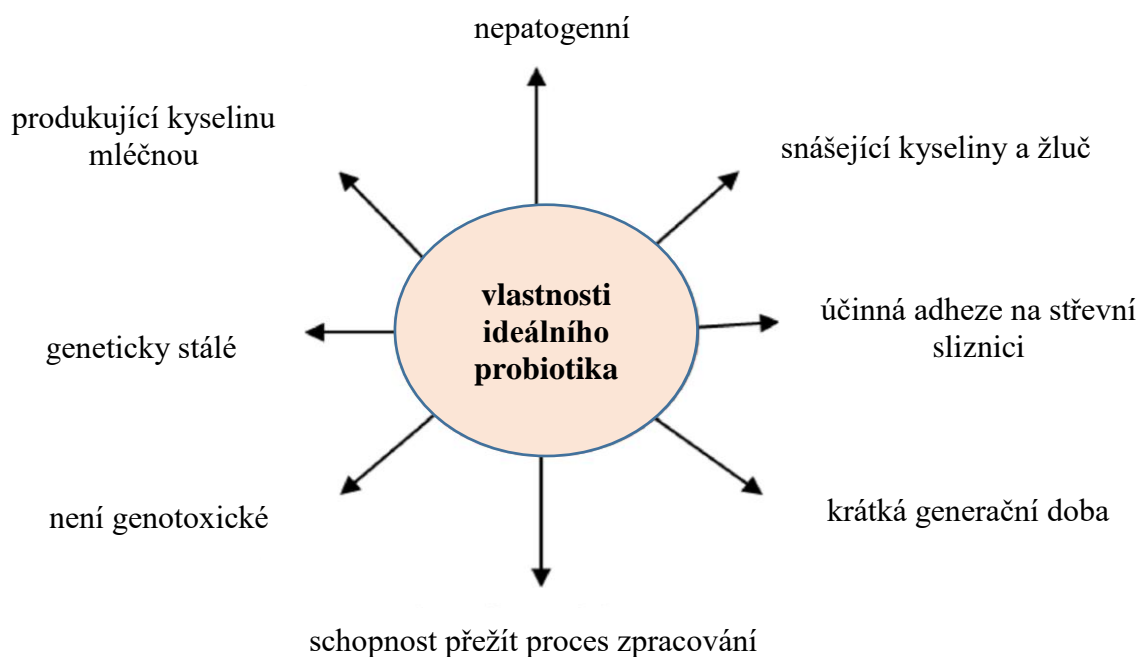 nepatogenní
produkující kyselinu
mléčnou
snášející kyseliny a žluč
vlastnosti
ideálního
probiotika
účinná adheze na střevní
sliznici
geneticky stálé
není genotoxické
krátká generační doba
schopnost přežít proces zpracování